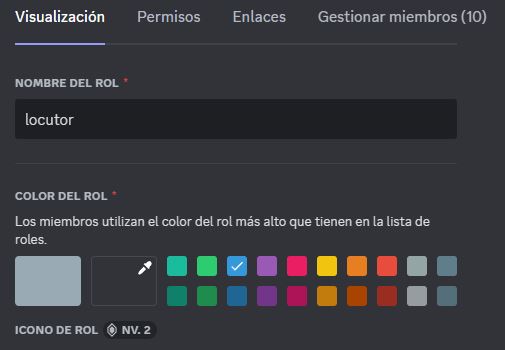 Visualización Permisos Enlaces Gestionar miembros (10)
NOMBRE DEL ROL *
locutor
COLOR DEL ROL *
Los miembros utilizan el color del rol más alto que tienen en la lista de
roles.
ICONO DE ROL NV. 2